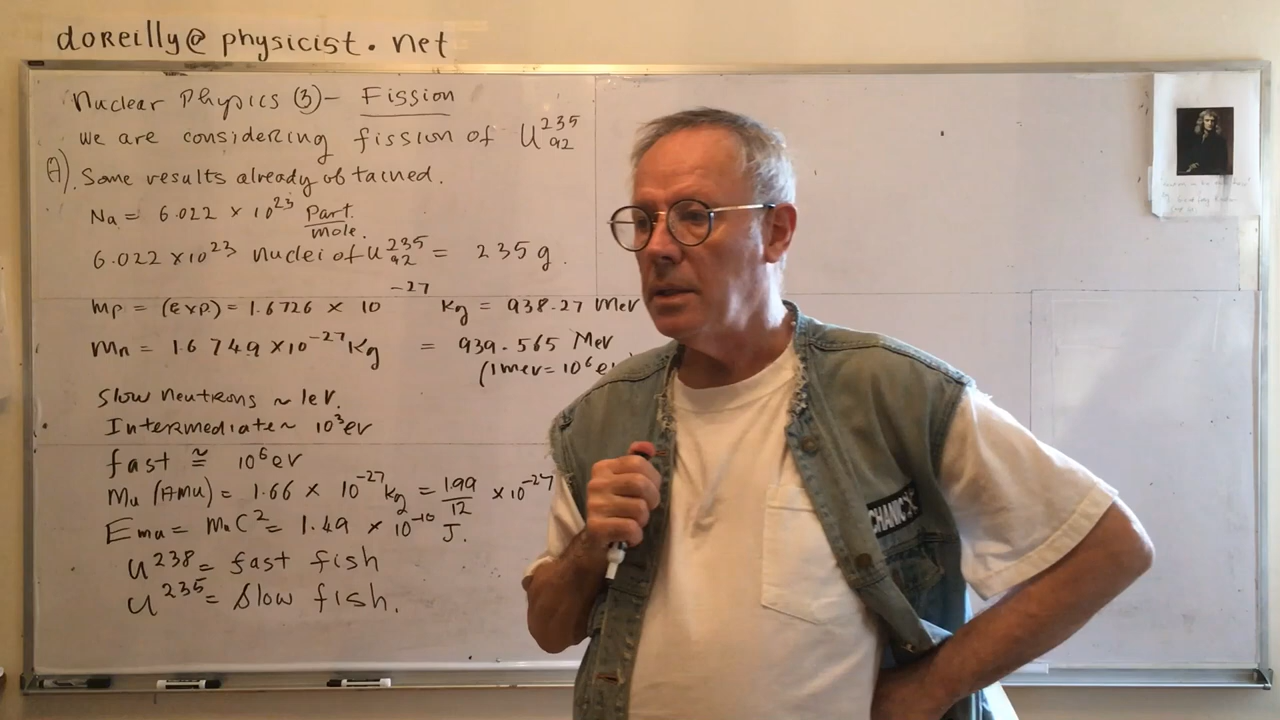 doreilly@physicist.net
Nuclear Physics (3) - Fission
we are considering fission of U 235 92
A). Some results already obtained.
Na = 6.022 × 10^23 Part. / mole.
6.022 × 10^23 nuclei of U 235 92 = 235 g.
mp = (exp) = 1.6726 × 10^-27 kg = 938.27 Mev
mn = 1.6749 × 10^-27 kg = 939.565 Mev
(1 mev = 10^6 e
Slow neutrons ~ 1ev.
Intermediate ~ 10^3 ev
fast ≅ 10^6 ev
Mu (AMU) = 1.66 × 10^-27 kg = 1.99/12 × 10^-27
Emu = MuC^2 = 1.49 × 10^-10 J.
U^238 = fast fish
U^235 = slow fish.
CHANIC